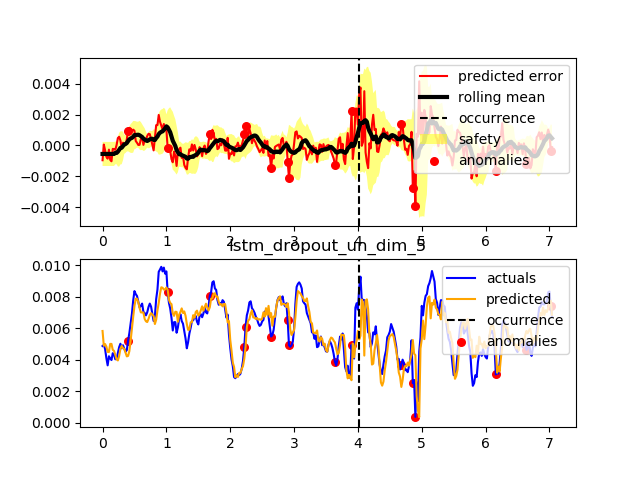 0.004
0.002
0.000
−0.002
−0.004
predicted error
rolling mean
occurrence
safety
anomalies
0 1 2 3 4 5 6 7
lstm_dropout_un_dim_5
0.010
0.008
0.006
0.004
0.002
0.000
actuals
predicted
occurrence
anomalies
0 1 2 3 4 5 6 7